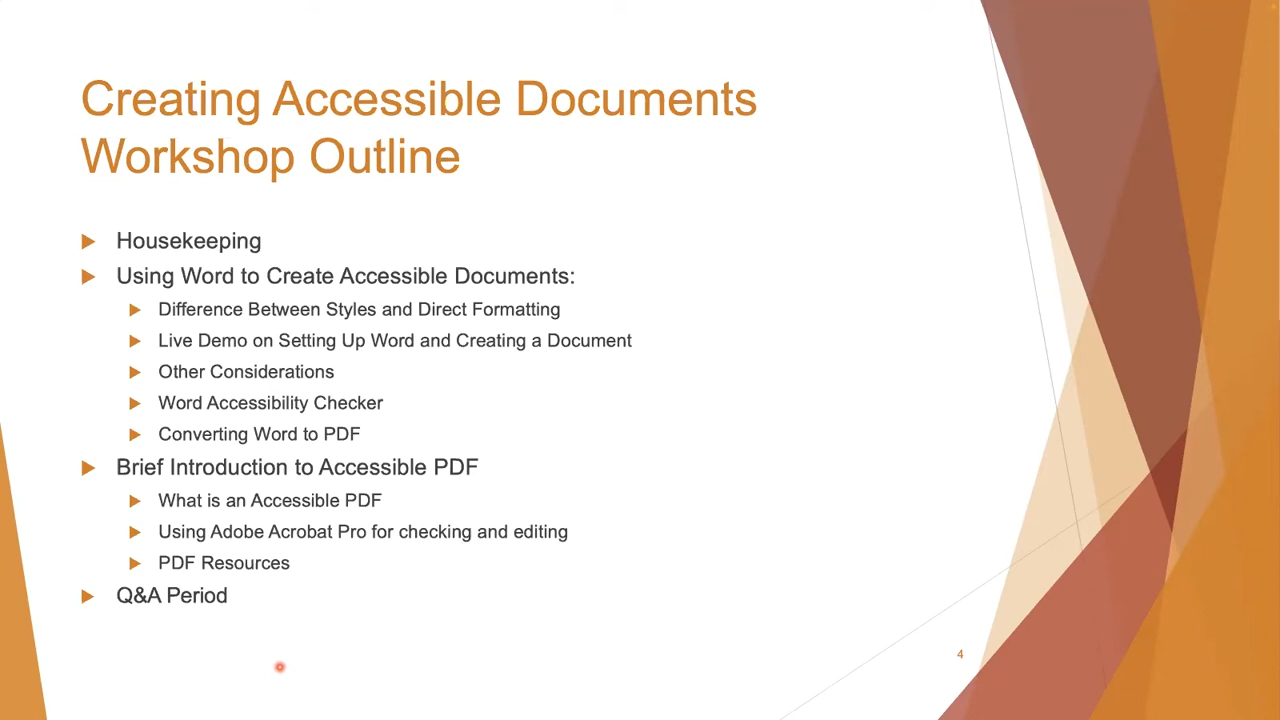 Creating Accessible Documents
Workshop Outline
Housekeeping
Using Word to Create Accessible Documents:
Difference Between Styles and Direct Formatting
Live Demo on Setting Up Word and Creating a Document
Other Considerations
Word Accessibility Checker
Converting Word to PDF
Brief Introduction to Accessible PDF
What is an Accessible PDF
Using Adobe Acrobat Pro for checking and editing
PDF Resources
Q&A Period
4